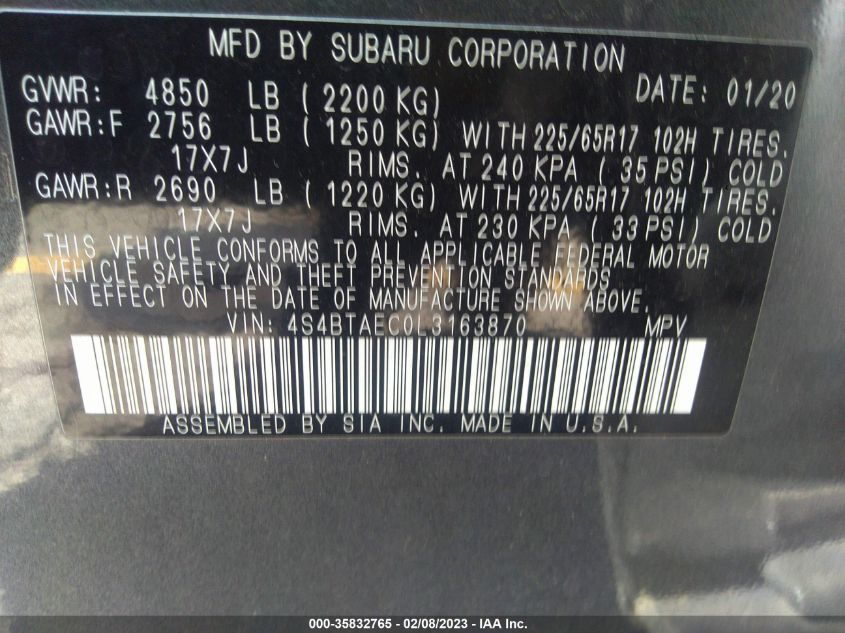 MFD BY SUBARU CORPORATION
GVWR: 4850 LB ( 2200 KG) DATE: 01/20
GAWR:F 2756 LB ( 1250 KG) WITH 225/65R17 102H TIRES.
17X7J RIMS. AT 240 KPA ( 35 PSI) COLD
GAWR:R 2690 LB ( 1220 KG) WITH 225/65R17 102H TIRES.
17X7J RIMS. AT 230 KPA ( 33 PSI) COLD
THIS VEHICLE CONFORMS TO ALL APPLICABLE FEDERAL MOTOR
VEHICLE SAFETY AND THEFT PREVENTION STANDARDS
IN EFFECT ON THE DATE OF MANUFACTURE SHOWN ABOVE.
VIN: 4S4BTAEC0L3163870 MPV
ASSEMBLED BY SIA INC. MADE IN U.S.A.
000-35832765 - 02/08/2023 - IAA Inc.